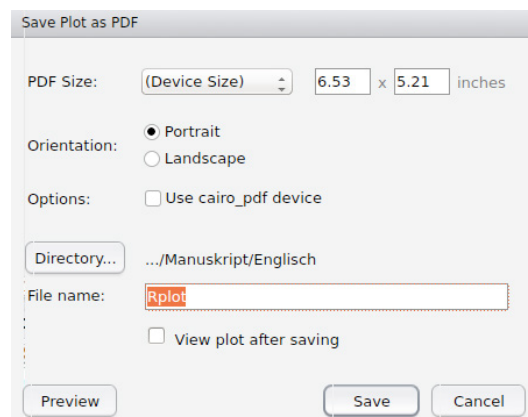 Save Plot as PDF
PDF Size: (Device Size) 6.53 x 5.21 inches
Orientation: Portrait
Landscape
Options: Use cairo_pdf device
Directory... .../Manuskript/Englisch
File name: Rplot
View plot after saving
Preview Save Cancel